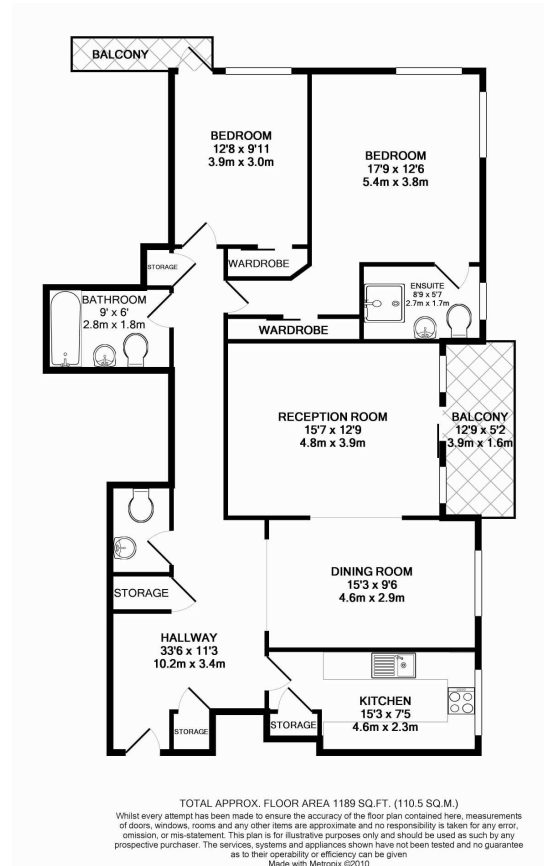 BALCONY
BEDROOM
12'8 x 9'11
3.9m x 3.0m
BEDROOM
17'9 x 12'6
5.4m x 3.8m
STORAGE
WARDROBE
BATHROOM
9' x 6'
2.8m x 1.8m
ENSUITE
8'9 x 5'7
2.7m x 1.7m
WARDROBE
RECEPTION ROOM
15'7 x 12'9
4.8m x 3.9m
BALCONY
12'9 x 5'2
3.9m x 1.6m
DINING ROOM
15'3 x 9'6
4.6m x 2.9m
STORAGE
HALLWAY
33'6 x 11'3
10.2m x 3.4m
KITCHEN
15'3 x 7'5
4.6m x 2.3m
STORAGE
STORAGE
TOTAL APPROX. FLOOR AREA 1189 SQ.FT. (110.5 SQ.M.)
Whilst every attempt has been made to ensure the accuracy of the floor plan contained here, measurements
of doors, windows, rooms and any other items are approximate and no responsibility is taken for any error,
omission, or mis-statement. This plan is for illustrative purposes only and should be used as such by any
prospective purchaser. The services, systems and appliances shown have not been tested and no guarantee
as to their operability or efficiency can be given
Made with Metropix ©2010